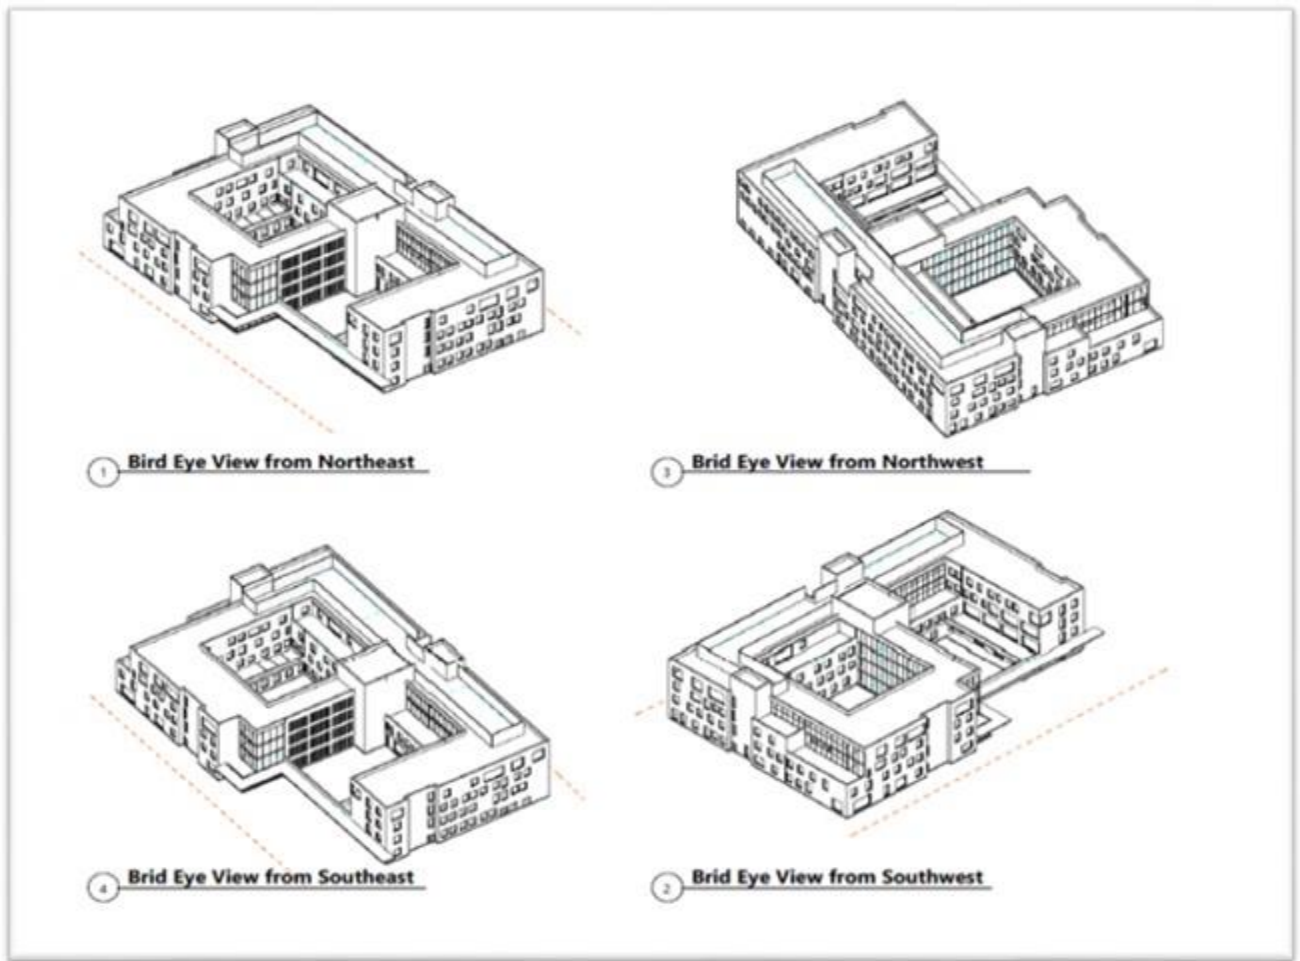 1 Bird Eye View from Northeast
3 Brid Eye View from Northwest
4 Brid Eye View from Southeast
2 Brid Eye View from Southwest